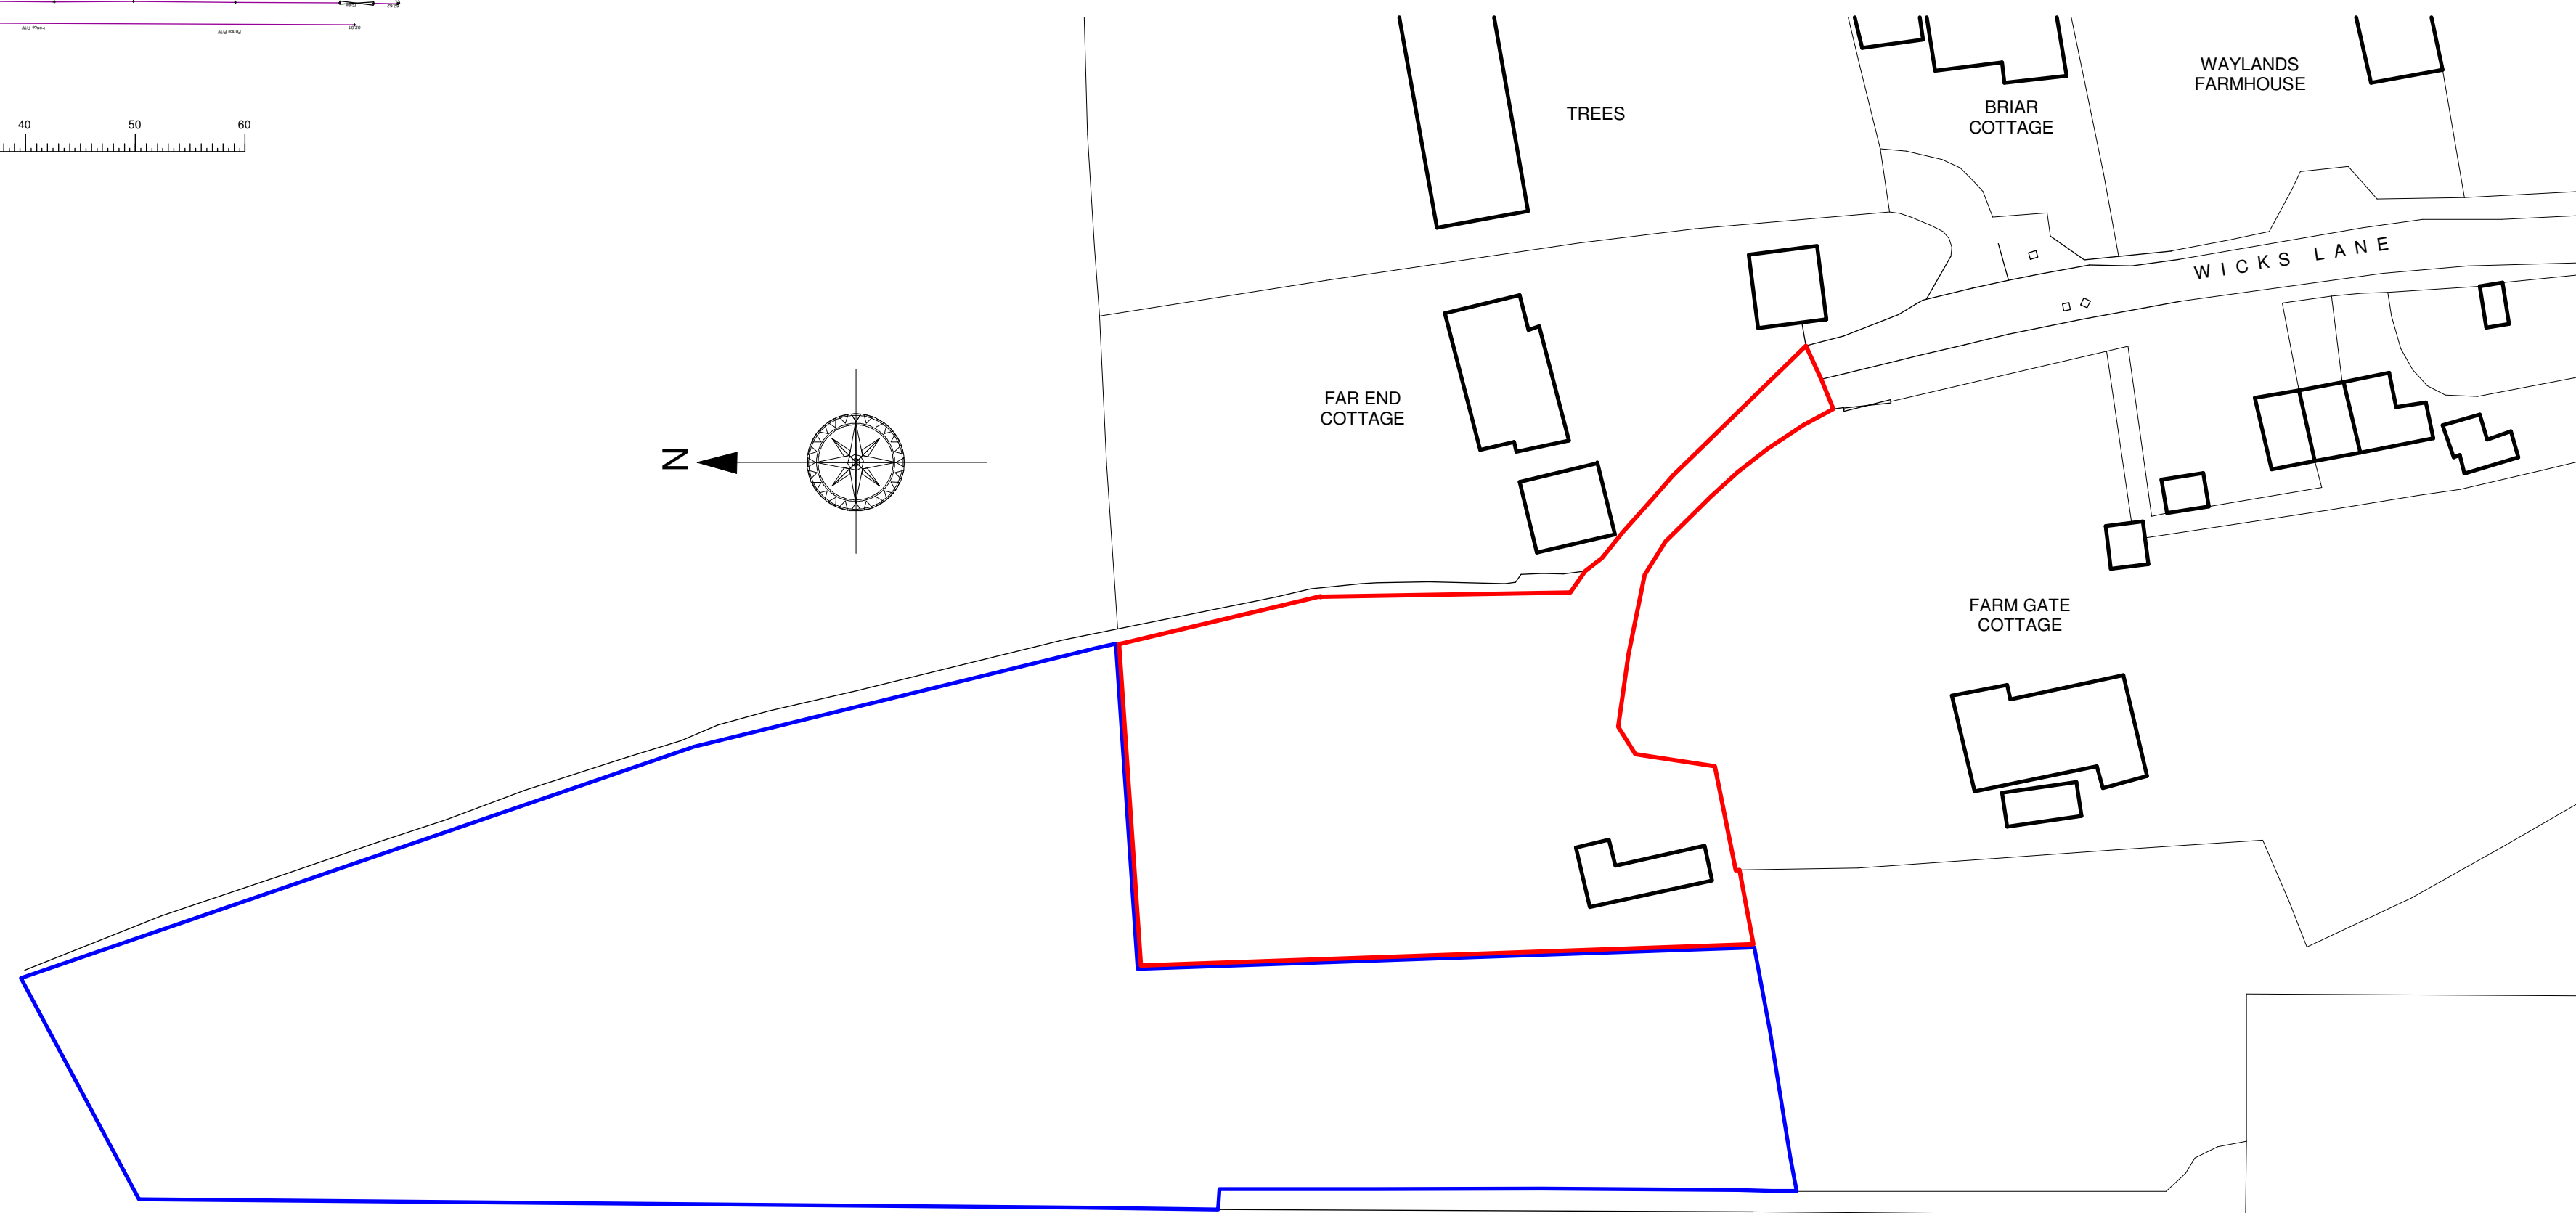 40 50 60
TREES
BRIAR
COTTAGE
WAYLANDS
FARMHOUSE
WICKS LANE
FAR END
COTTAGE
N
FARM GATE
COTTAGE